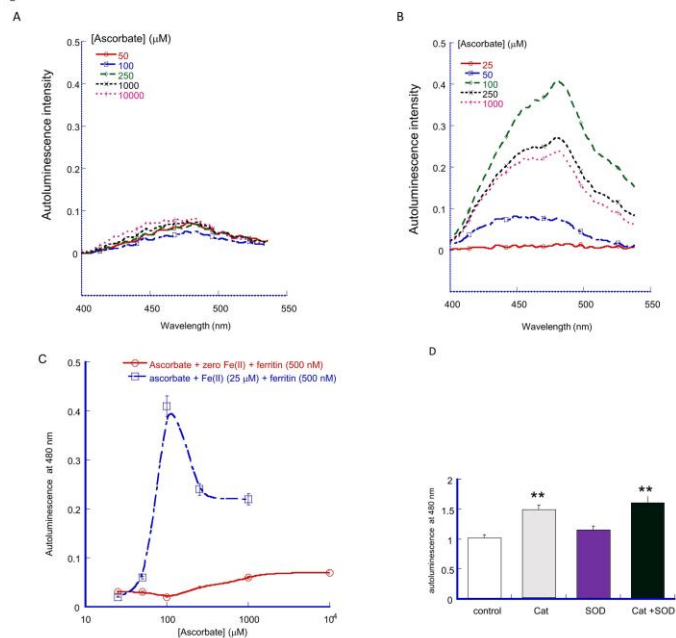 A
[Ascorbate] (μM)
50
100
250
1000
10000
Autoluminescence intensity
0.5
0.4
0.3
0.2
0.1
0
400
450
500
550
Wavelength (nm)
B
[Ascorbate] (μM)
25
50
100
250
1000
Autoluminescence intensity
0.5
0.4
0.3
0.2
0.1
0
400
450
500
550
Wavelength (nm)
C
Ascorbate + zero Fe(II) + ferritin (500 nM)
ascorbate + Fe(II) (25 μM) + ferritin (500 nM)
Autoluminescence at 480 nm
0.5
0.4
0.3
0.2
0.1
0
10
100
1000
10⁴
[Ascorbate] (μM)
D
autoluminescence at 480 nm
2
1.5
1
0.5
0
**
**
control
Cat
SOD
Cat +SOD